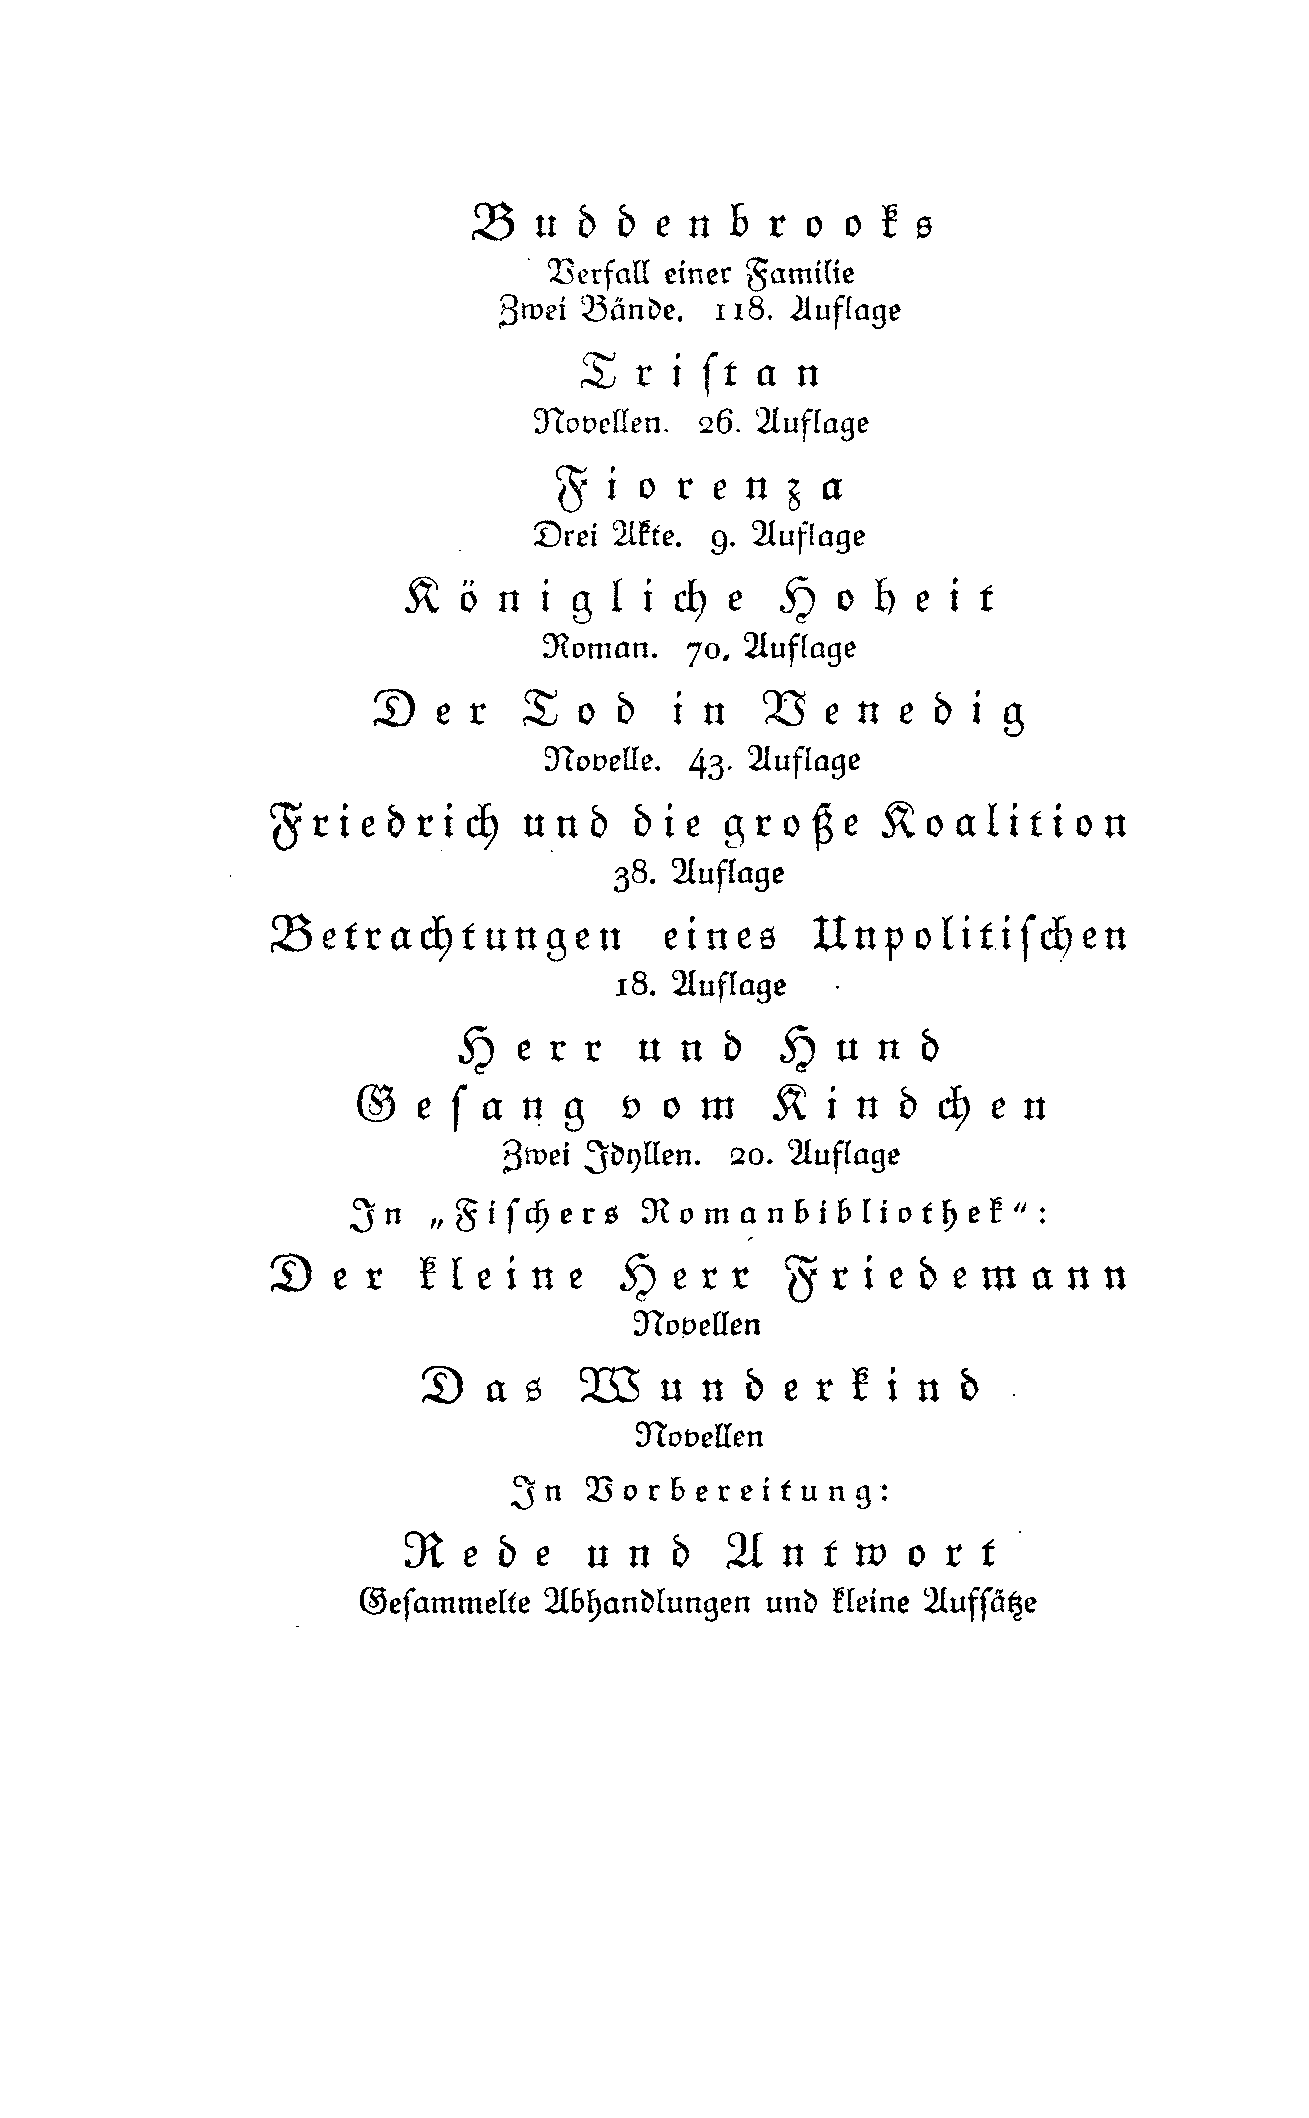 Buddenbrooks
Verfall einer Familie
Zwei Bände. 118. Auflage
Tristan
Novellen. 26. Auflage
Fiorenza
Drei Akte. 9. Auflage
Königliche Hoheit
Roman. 70. Auflage
Der Tod in Venedig
Novelle. 43. Auflage
Friedrich und die große Koalition
38. Auflage
Betrachtungen eines Unpolitischen
18. Auflage
Herr und Hund
Gesang vom Kindchen
Zwei Idyllen. 20. Auflage
In „Fischers Romanbibliothek“:
Der kleine Herr Friedemann
Novellen
Das Wunderkind
Novellen
In Vorbereitung:
Rede und Antwort
Gesammelte Abhandlungen und kleine Aufsätze